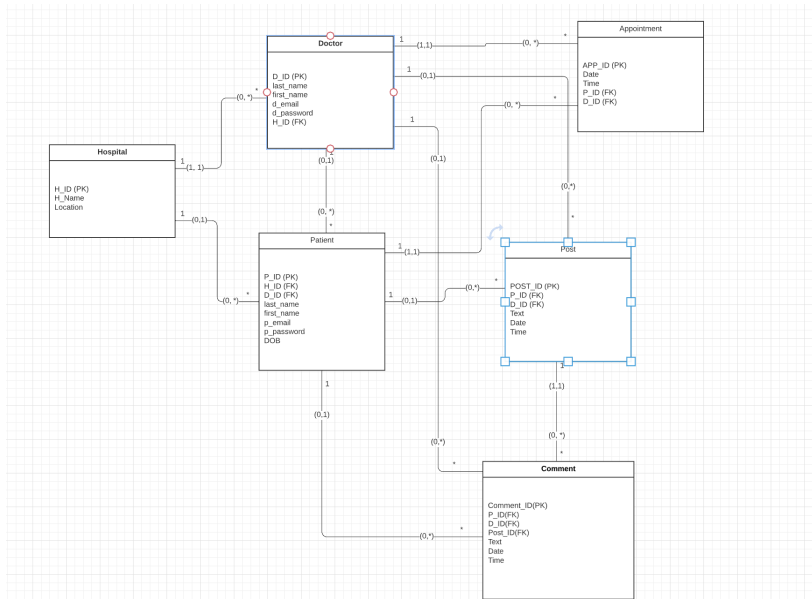 Doctor
D_ID (PK)
last_name
first_name
d_email
d_password
H_ID (FK)
Appointment
APP_ID (PK)
Date
Time
P_ID (FK)
D_ID (FK)
Hospital
H_ID (PK)
H_Name
Location
Patient
P_ID (PK)
H_ID (FK)
D_ID (FK)
last_name
first_name
p_email
p_password
DOB
Post
POST_ID (PK)
P_ID (FK)
D_ID (FK)
Text
Date
Time
Comment
Comment_ID(PK)
P_ID(FK)
D_ID(FK)
Post_ID(FK)
Text
Date
Time
1
(1,1)
(0, *)
*
1
(0,1)
(0,*)
*
1
(0,1)
(0,*)
*
1
(1, 1)
(0, *)
*
1
(0,1)
(0, *)
*
1
(0,1)
(0, *)
*
1
(1,1)
(0, *)
*
1
(0,1)
(0,*)
*
1
(0,1)
(0,*)
*
1
(1,1)
(0, *)
*